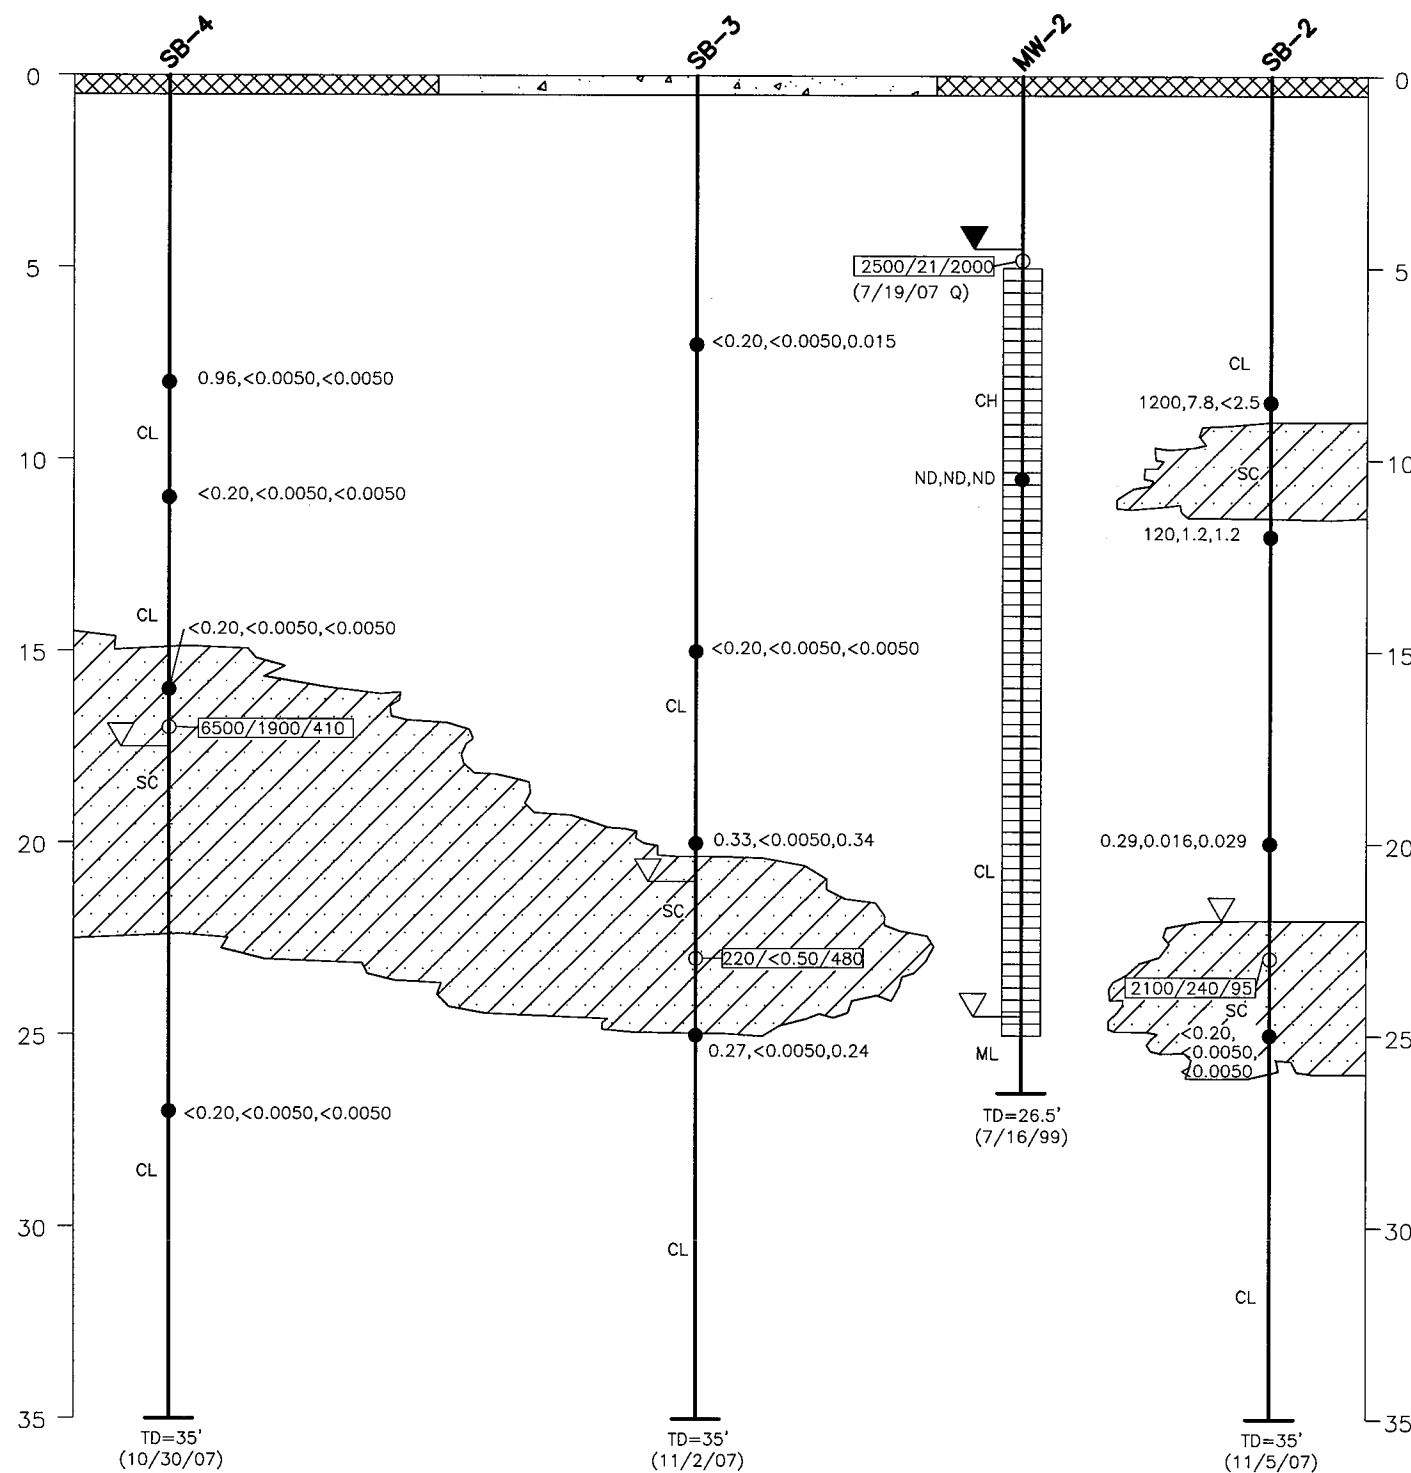 SB-4
SB-3
MW-2
SB-2
0
0
5
5
2500/21/2000
(7/19/07 Q)
<0.20,<0.0050,0.015
0.96,<0.0050,<0.0050
CL
CH
1200,7.8,<2.5
CL
10
10
SC
ND,ND,ND
<0.20,<0.0050,<0.0050
120,1.2,1.2
CL
<0.20,<0.0050,<0.0050
15
15
<0.20,<0.0050,<0.0050
CL
6500/1900/410
SC
20
20
0.33,<0.0050,0.34
0.29,0.016,0.029
CL
SC
220/<0.50/480
2100/240/95
SC
<0.20,
0.0050,
0.0050
25
25
0.27,<0.0050,0.24
ML
<0.20,<0.0050,<0.0050
TD=26.5'
(7/16/99)
CL
30
30
CL
CL
35
35
TD=35'
(10/30/07)
TD=35'
(11/2/07)
TD=35'
(11/5/07)